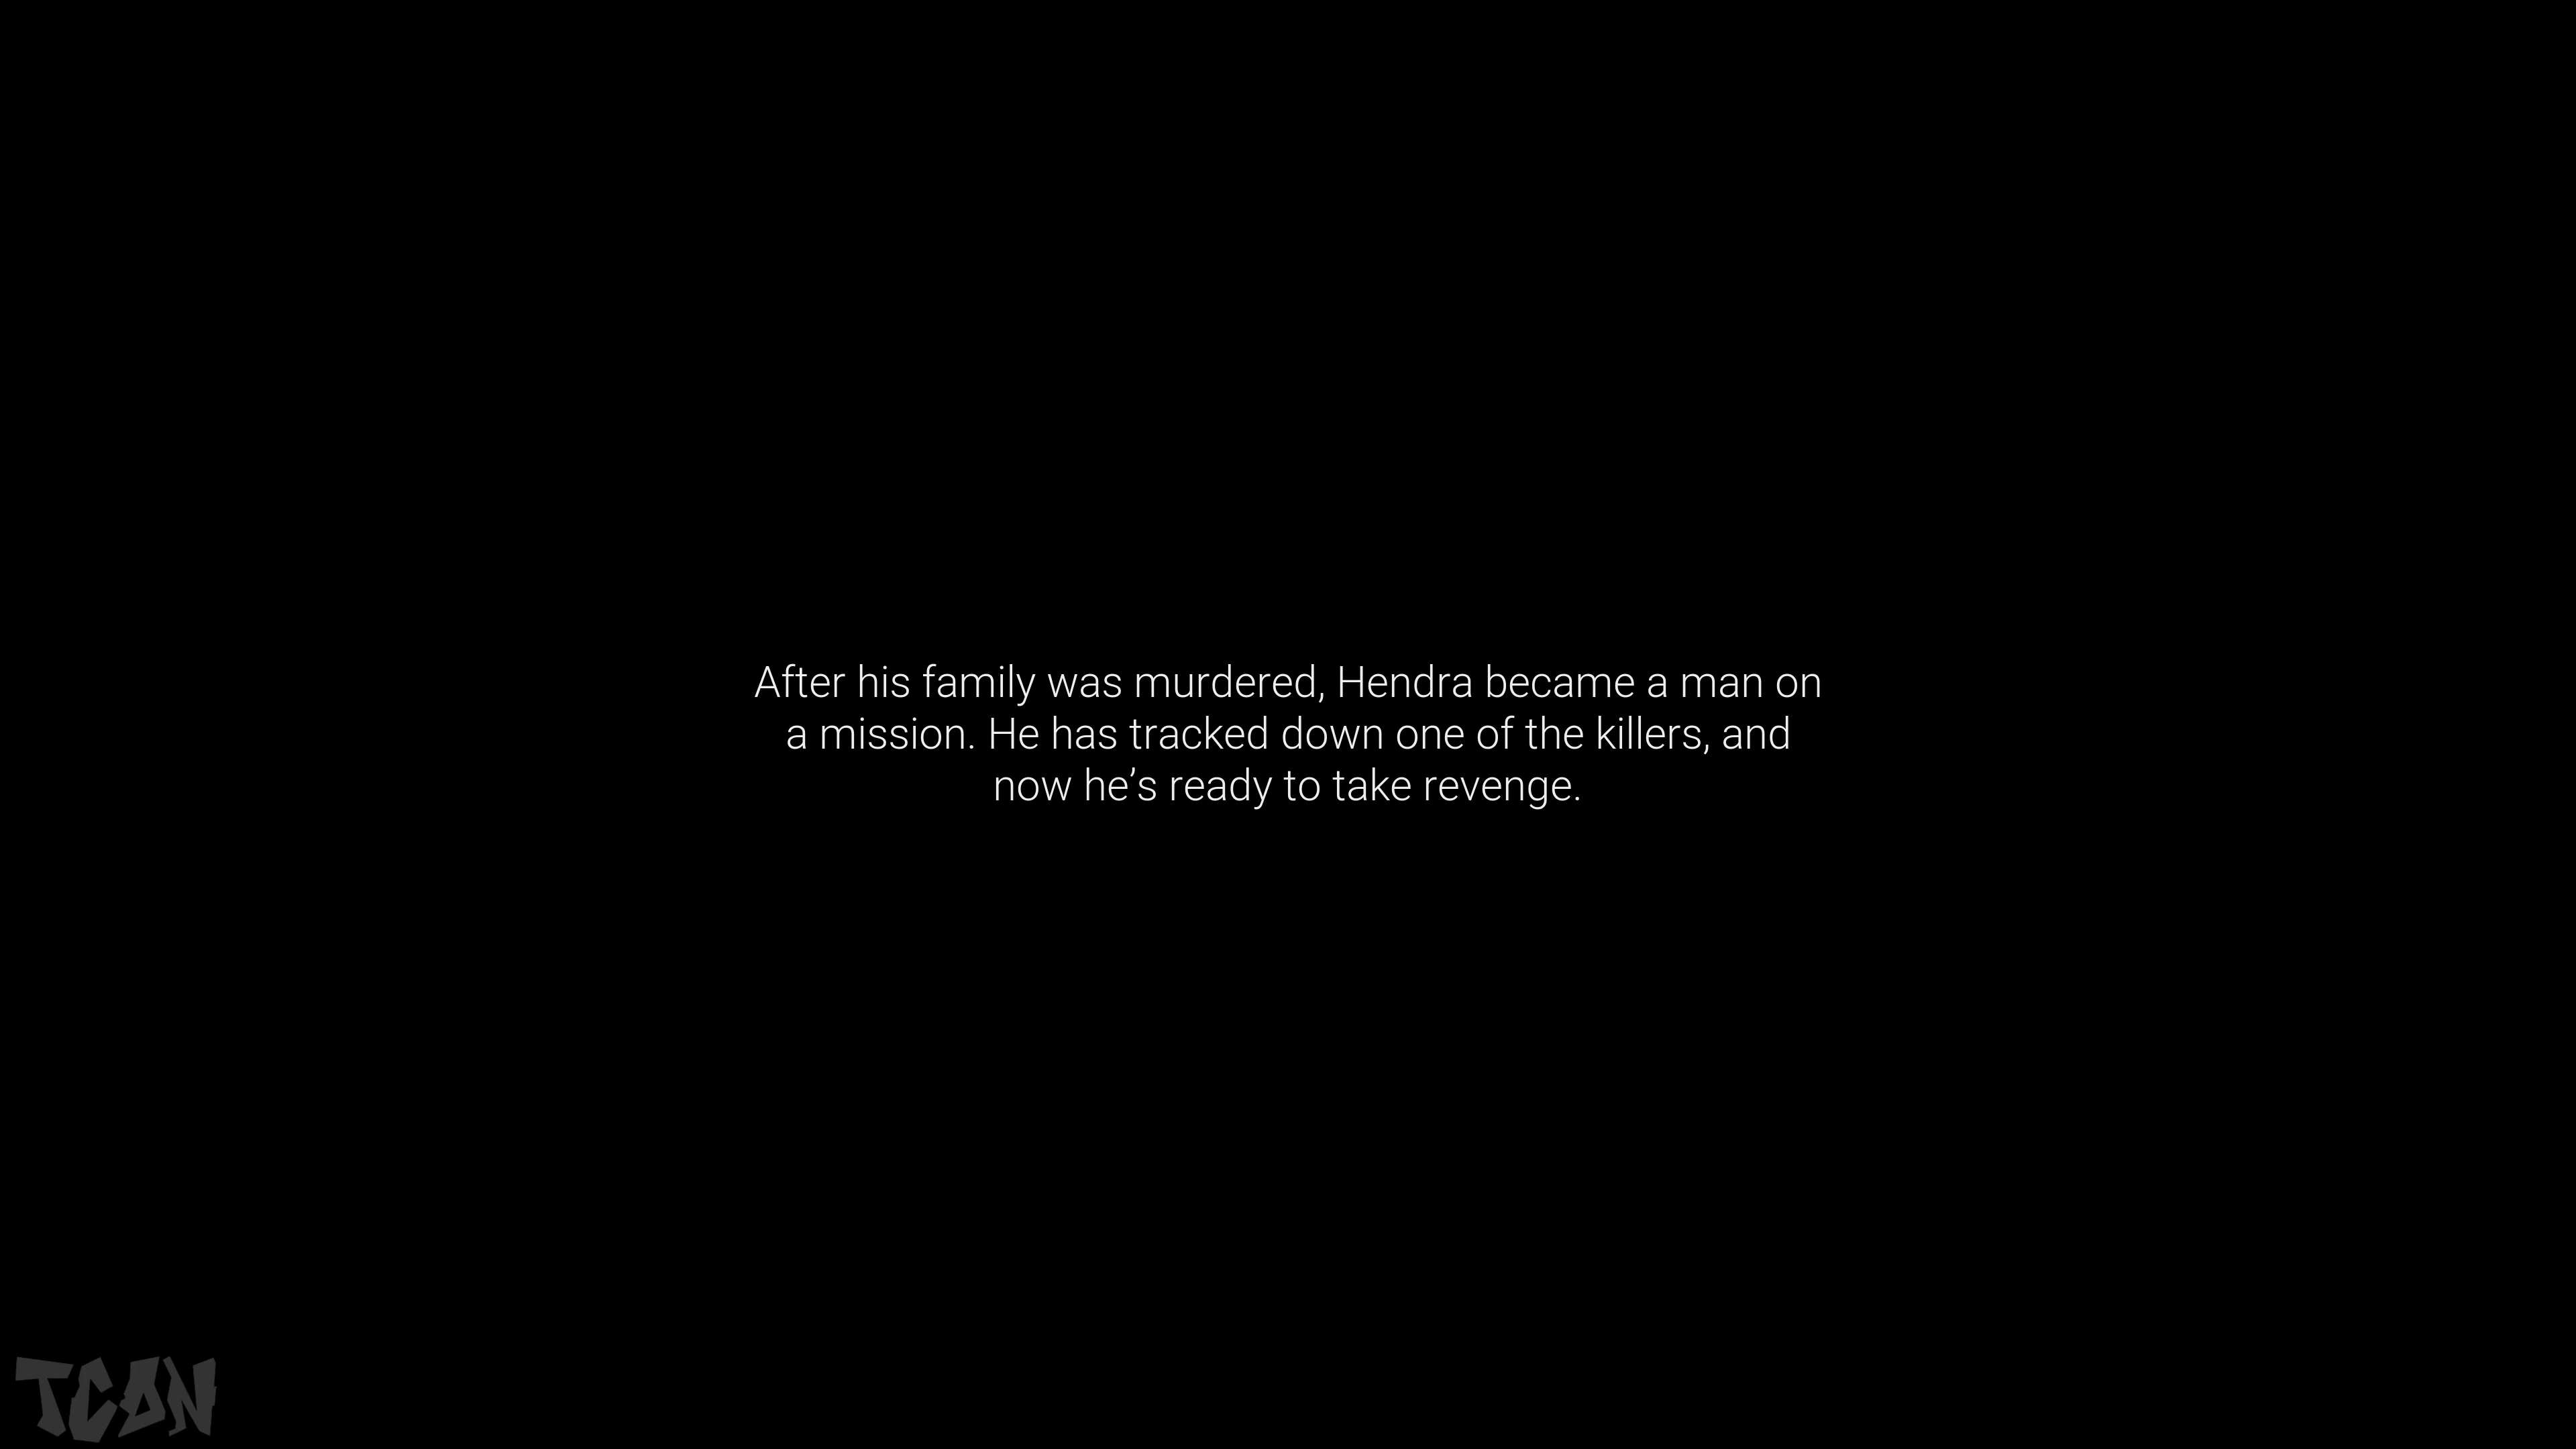 After his family was murdered, Hendra became a man on
a mission. He has tracked down one of the killers, and
now he’s ready to take revenge.
TCON